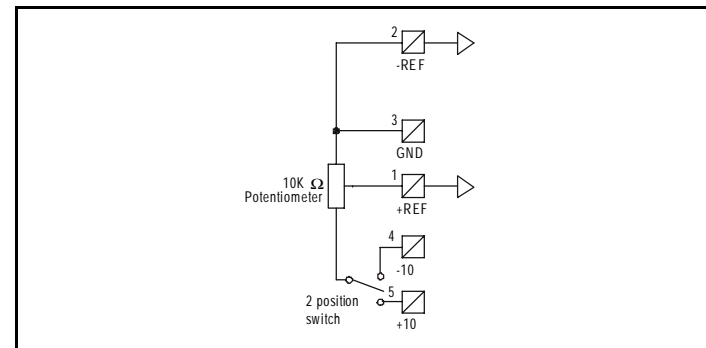 2
-REF
3
GND
10K Ω
Potentiometer
1
+REF
4
-10
2 position
switch
5
+10